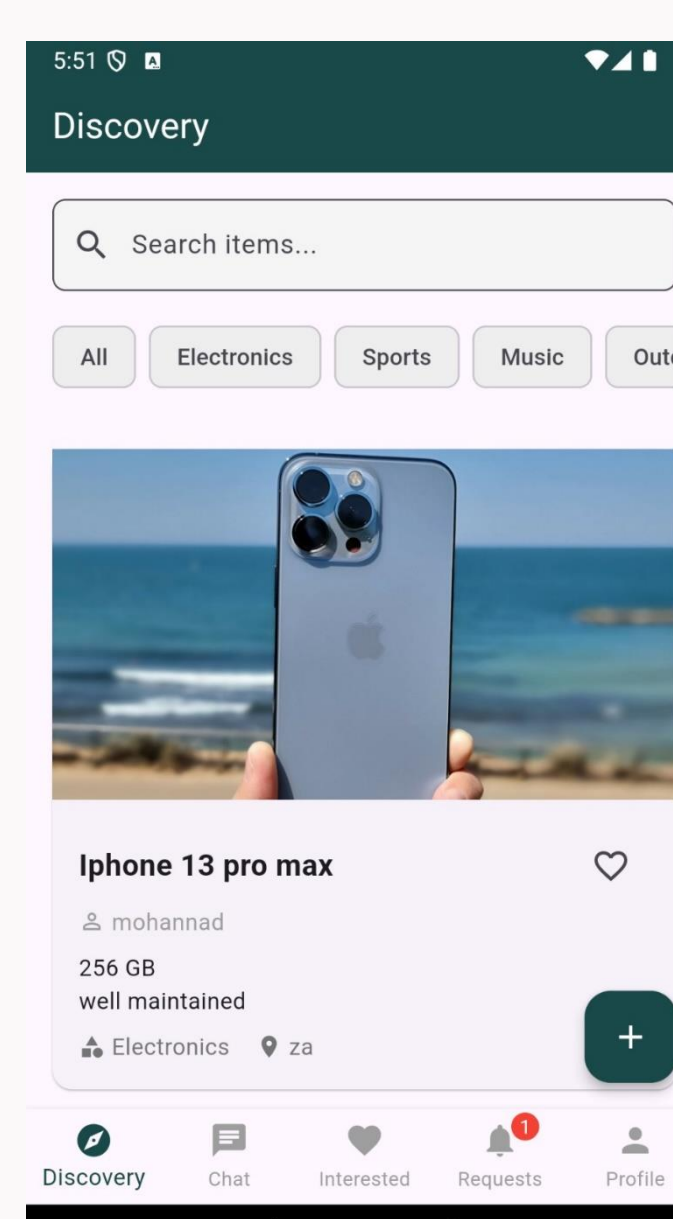 5:51
Discovery
Search items...
All Electronics Sports Music
Iphone 13 pro max
mohannad
256 GB
well maintained
Electronics za
+
1
Discovery Chat Interested Requests Profile